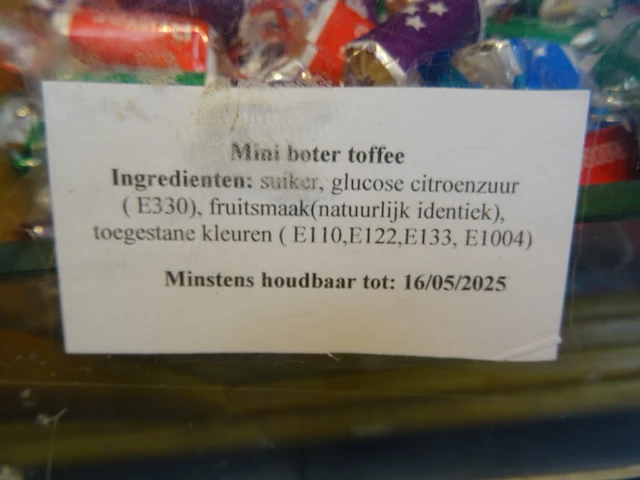 Mini boter toffee
Ingredienten: suiker, glucose citroenzuur
( E330), fruitsmaak(natuurlijk identiek),
toegestane kleuren ( E110,E122,E133, E1004)
Minstens houdbaar tot: 16/05/2025